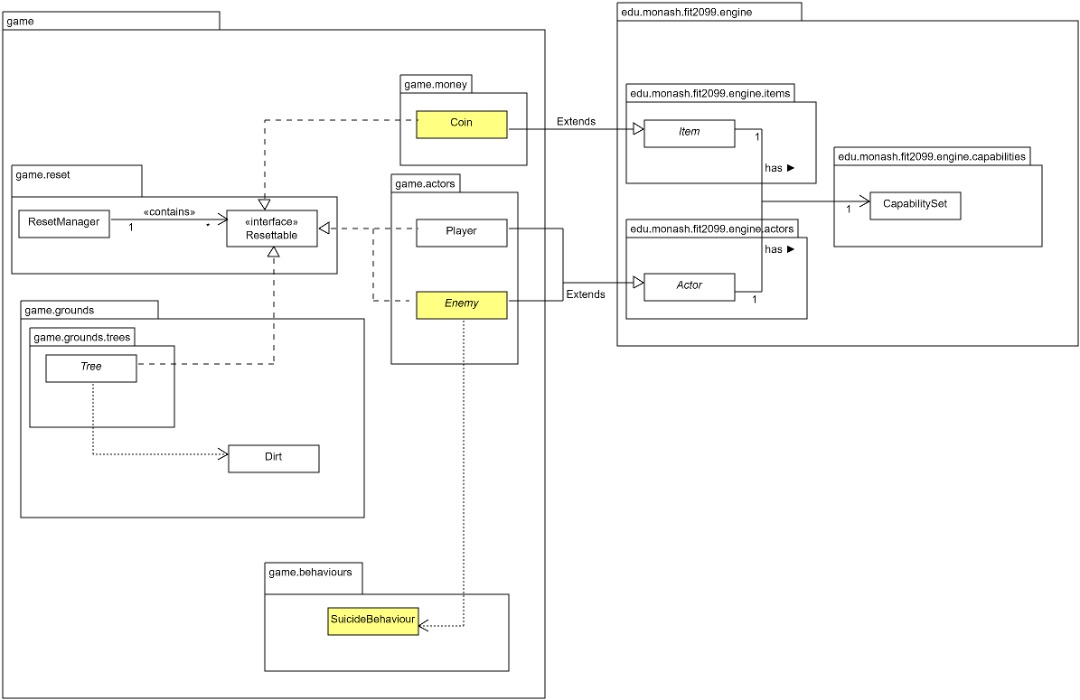 game
edu.monash.fit2099.engine
game.money
Coin
Extends
edu.monash.fit2099.engine.items
Item
1
has ►
edu.monash.fit2099.engine.capabilities
CapabilitySet
1
game.reset
ResetManager
«contains»
1
*
«interface»
Resettable
game.actors
Player
Enemy
Extends
edu.monash.fit2099.engine.actors
has ►
Actor
1
game.grounds
game.grounds.trees
Tree
Dirt
game.behaviours
SuicideBehaviour